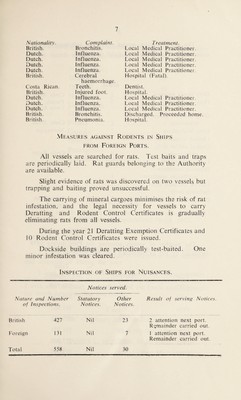 7
Nationality. Complaint. Treatment.
British. Bronchitis. Local Medical Practitioner.
Dutch. Influenza. Local Medical Practitioner.
Dutch. Influenza. Local Medical Practitioner.
Dutch. Influenza. Local Medical Practitioner.
Dutch. Influenza. Local Medical Practitioner.
British. Cerebral Hospital (Fatal).
haemorrhage.
Costa Rican. Teeth. Dentist.
British. Injured foot. Hospital.
Dutch. Influenza. Local Medical Practitioner.
Dutch. Influenza. Local Medical Practitioner.
Dutch. Influenza. Local Medical Practitioner.
British. Bronchitis. Discharged. Proceeded home.
British. Pneumonia. Hospital.
Measures against Rodents in Ships
from Foreign Ports.
All vessels are searched for rats. Test baits and traps
are periodically laid. Rat guards belonging to the Authority
are available.
Slight evidence of rats was discovered on two vessels but
trapping and baiting proved unsuccessful.
The carrying of mineral cargoes minimises the risk of rat
infestation, and the legal necessity for vessels to carry
Deratting and Rodent Control Certificates is gradually
eliminating rats from all vessels.
During the year 21 Deratting Exemption Certificates and
10 Rodent Control Certificates were issued.
Dockside buildings are periodically test-baited. One
minor infestation was cleared.
Inspection of Ships for Nuisances.
Notices served.
Nature and Number Statutory Other Result of serving Notices.
of Inspections. Notices. Notices.
British 427 Nil 23 2 attention next port.
Remainder carried out.
Foreign 131 Nil 7 1 attention next port.
Remainder carried out.
Total 558 Nil 30